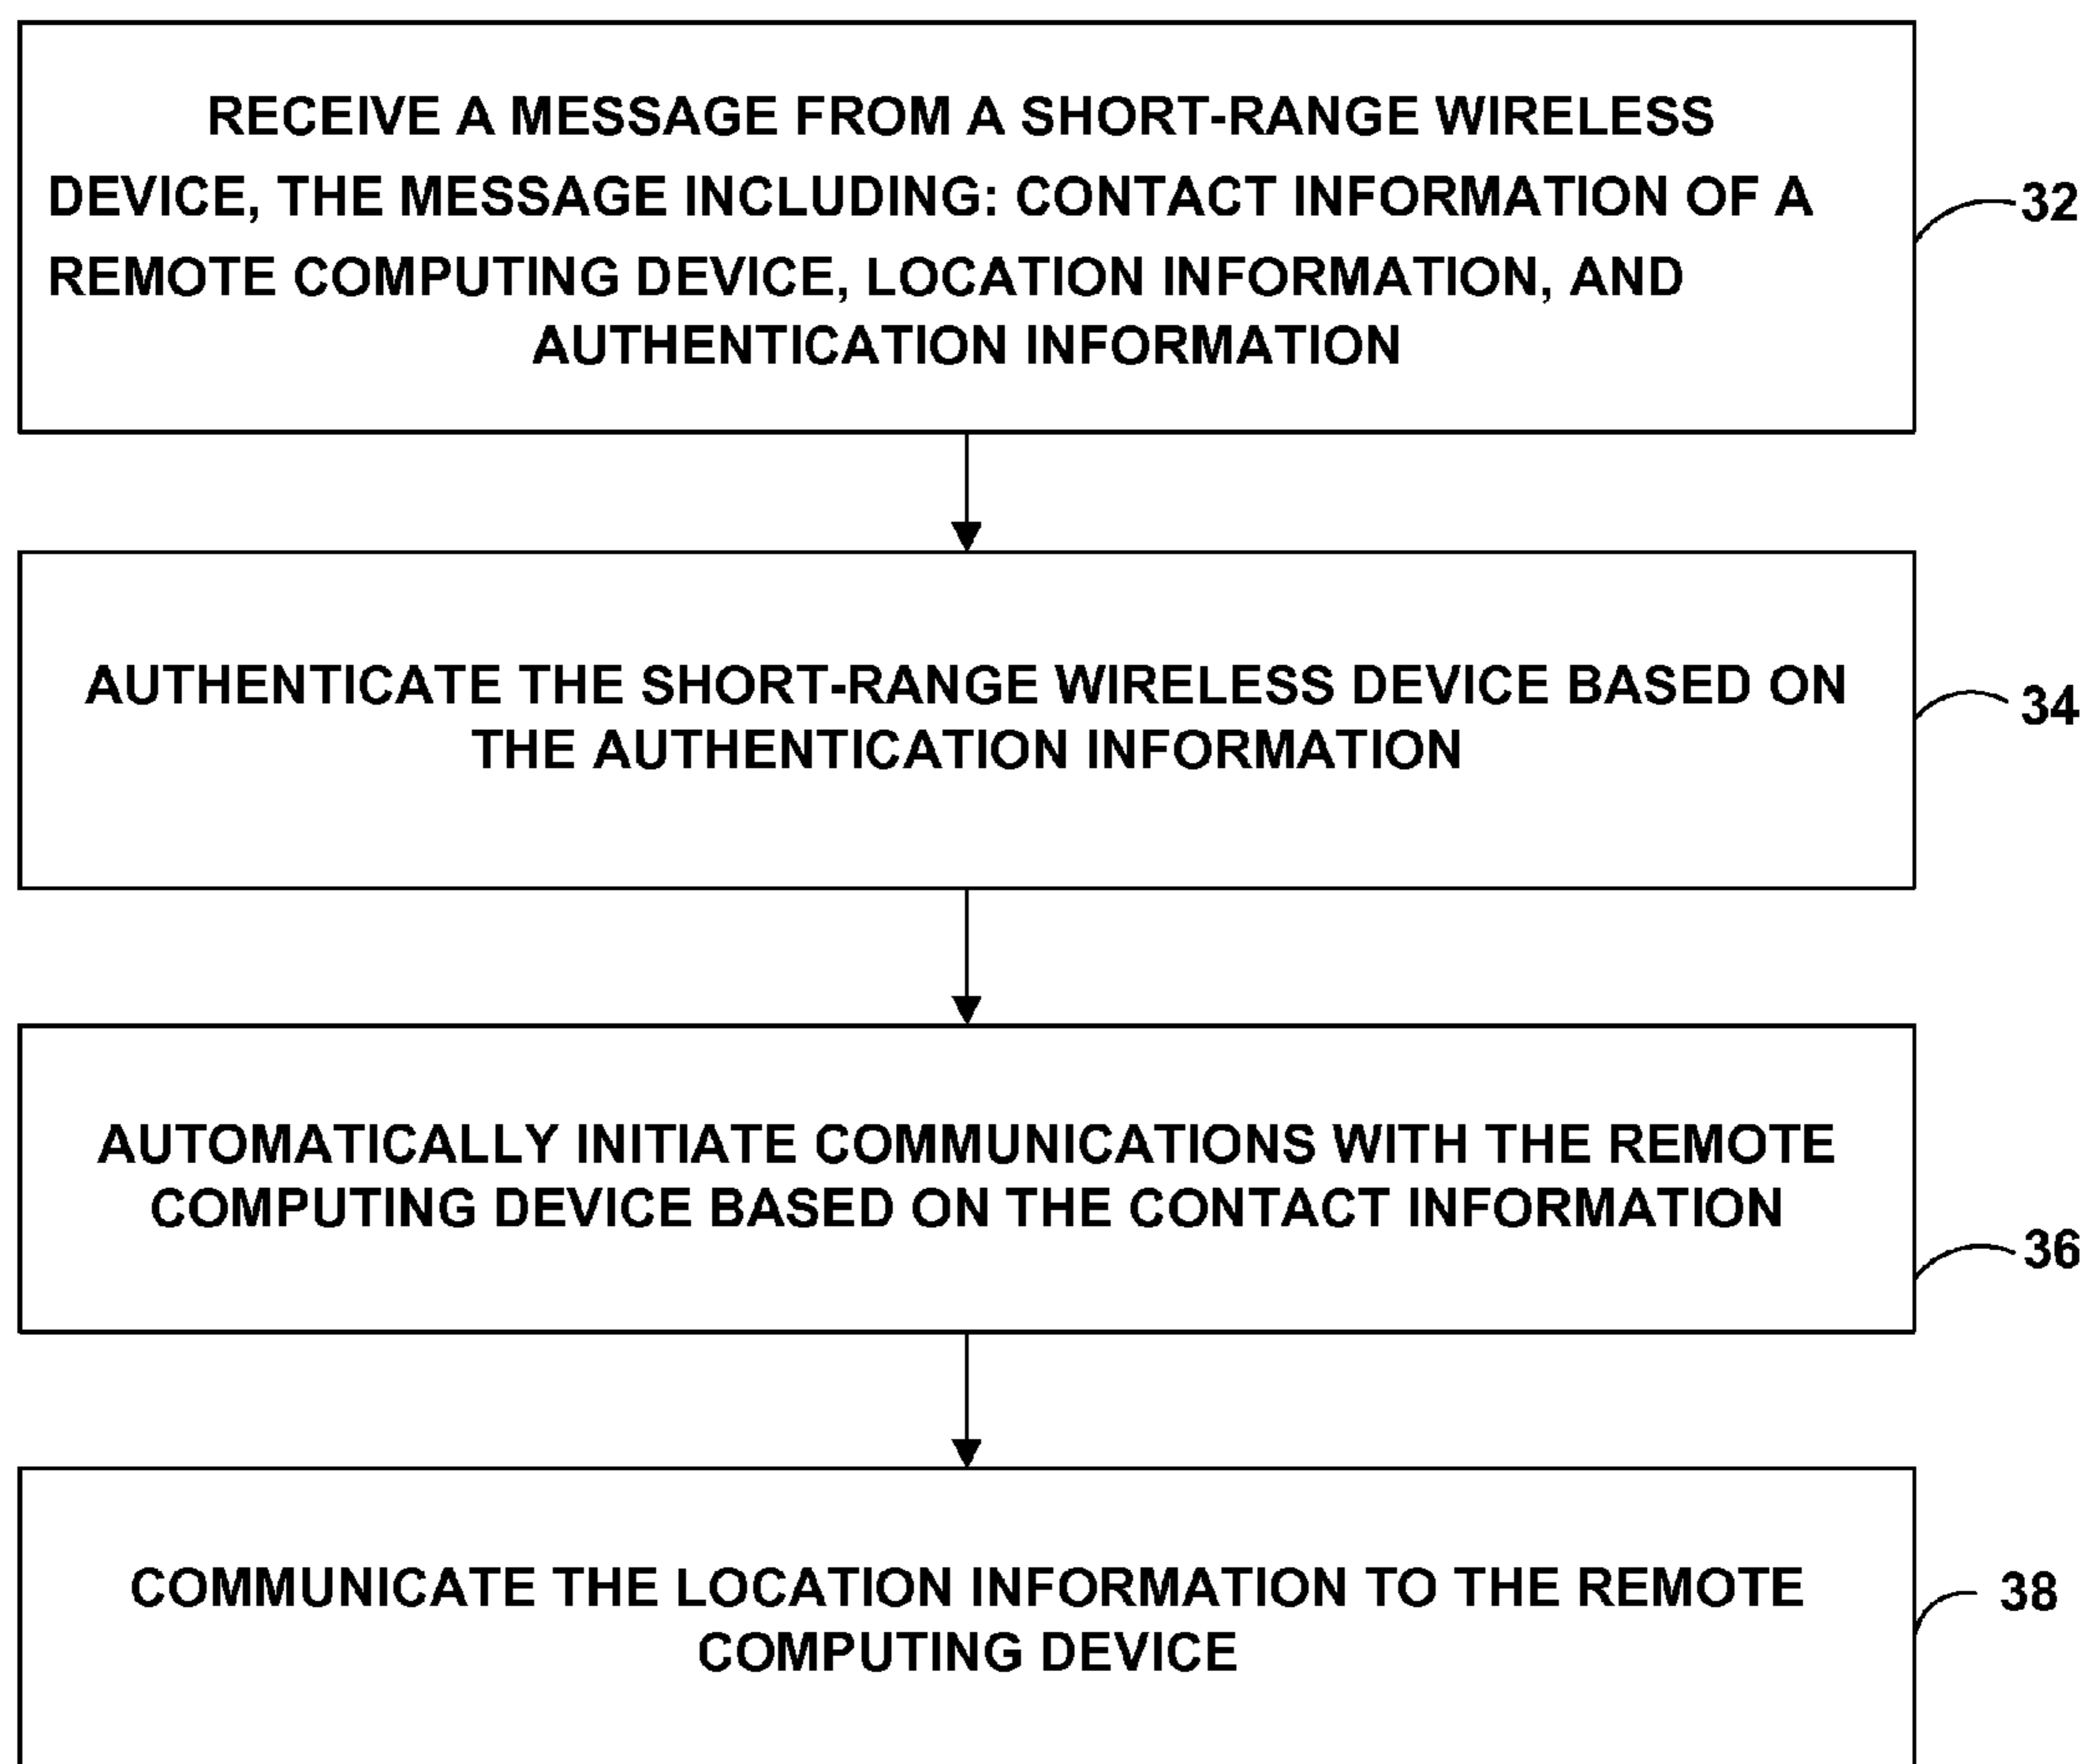 RECEIVE A MESSAGE FROM A SHORT-RANGE WIRELESS
DEVICE, THE MESSAGE INCLUDING: CONTACT INFORMATION OF A
REMOTE COMPUTING DEVICE, LOCATION INFORMATION, AND
AUTHENTICATION INFORMATION
32
AUTHENTICATE THE SHORT-RANGE WIRELESS DEVICE BASED ON
THE AUTHENTICATION INFORMATION
34
AUTOMATICALLY INITIATE COMMUNICATIONS WITH THE REMOTE
COMPUTING DEVICE BASED ON THE CONTACT INFORMATION
36
COMMUNICATE THE LOCATION INFORMATION TO THE REMOTE
COMPUTING DEVICE
38